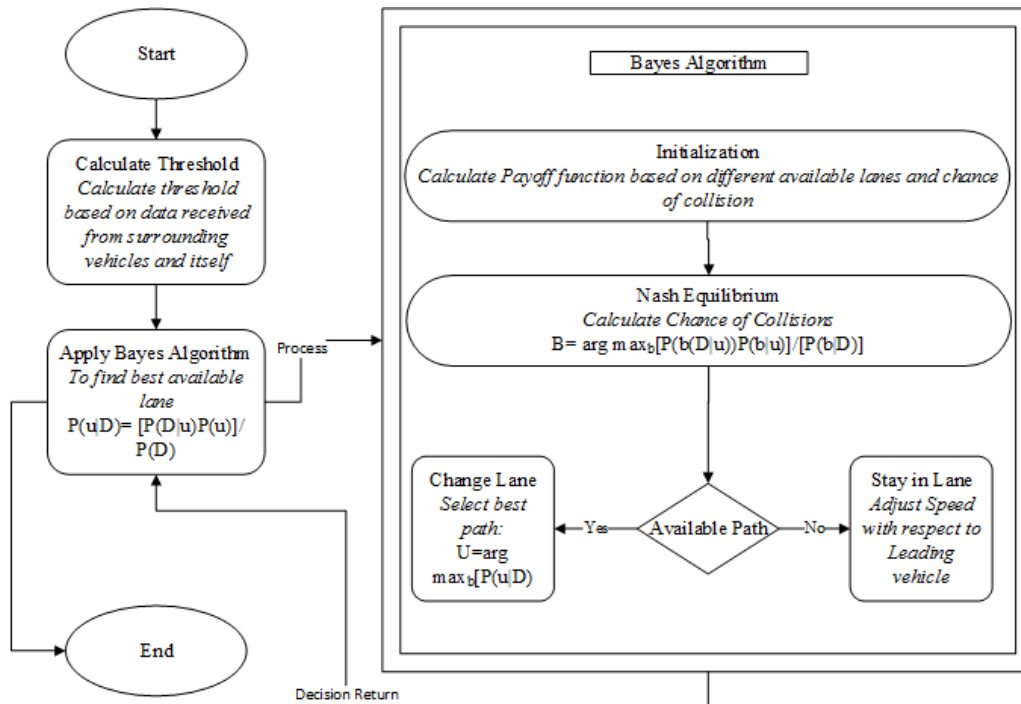 Start
Calculate Threshold
Calculate threshold
based on data received
from surrounding
vehicles and itself
Apply Bayes Algorithm
To find best available
lane
P(u|D)= [P(D|u)P(u)]/
P(D)
End
Process
Decision Return
Bayes Algorithm
Initialization
Calculate Payoff function based on different available lanes and chance
of collision
Nash Equilibrium
Calculate Chance of Collisions
B= arg max_b[P(b(D|u))P(b|u)]/[P(b|D)]
Change Lane
Select best
path:
U=arg
max_b[P(u|D)
Yes
Available Path
No
Stay in Lane
Adjust Speed
with respect to
Leading
vehicle